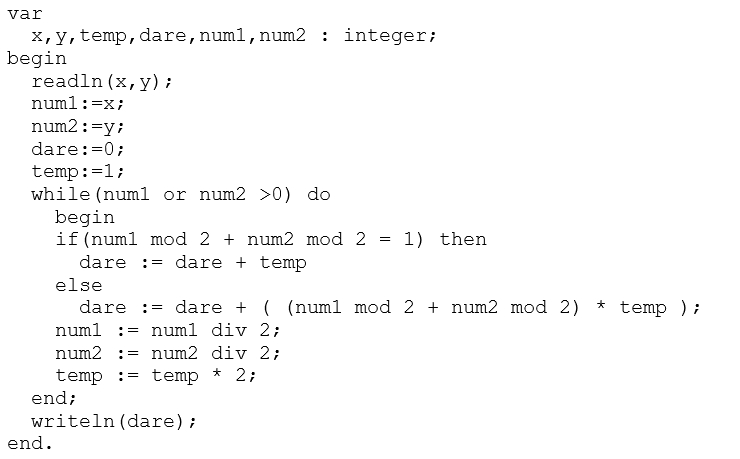 var
x,y,temp,dare,num1,num2 : integer;
begin
readln(x,y);
num1:=x;
num2:=y;
dare:=0;
temp:=1;
while(num1 or num2 >0) do
begin
if(num1 mod 2 + num2 mod 2 = 1) then
dare := dare + temp
else
dare := dare + ( (num1 mod 2 + num2 mod 2) * temp );
num1 := num1 div 2;
num2 := num2 div 2;
temp := temp * 2;
end;
writeln(dare);
end.